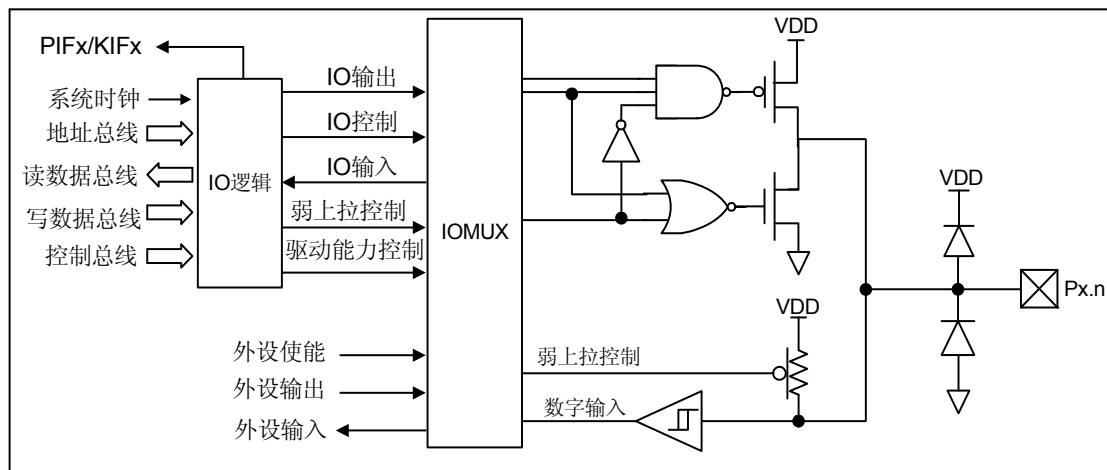 PIFx/KIFx
系统时钟
地址总线
读数据总线
写数据总线
控制总线
IO逻辑
IO输出
IO控制
IO输入
弱上拉控制
驱动能力控制
外设使能
外设输出
外设输入
IOMUX
VDD
VDD
Px.n
VDD
弱上拉控制
数字输入